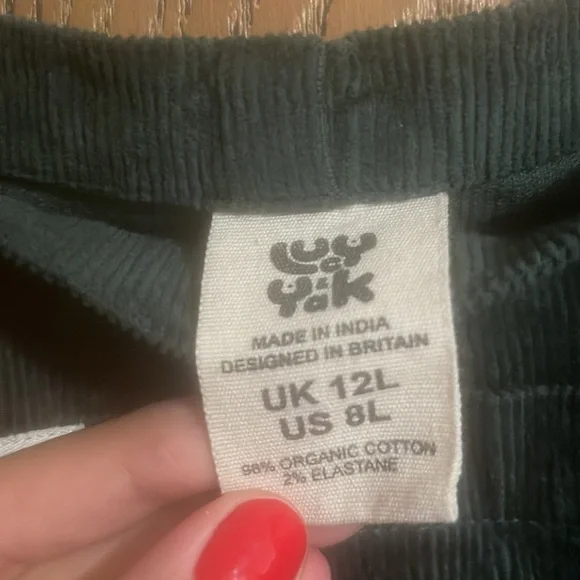 Lucy
& Yak
MADE IN INDIA
DESIGNED IN BRITAIN
UK 12L
US 8L
98% ORGANIC COTTON
2% ELASTANE